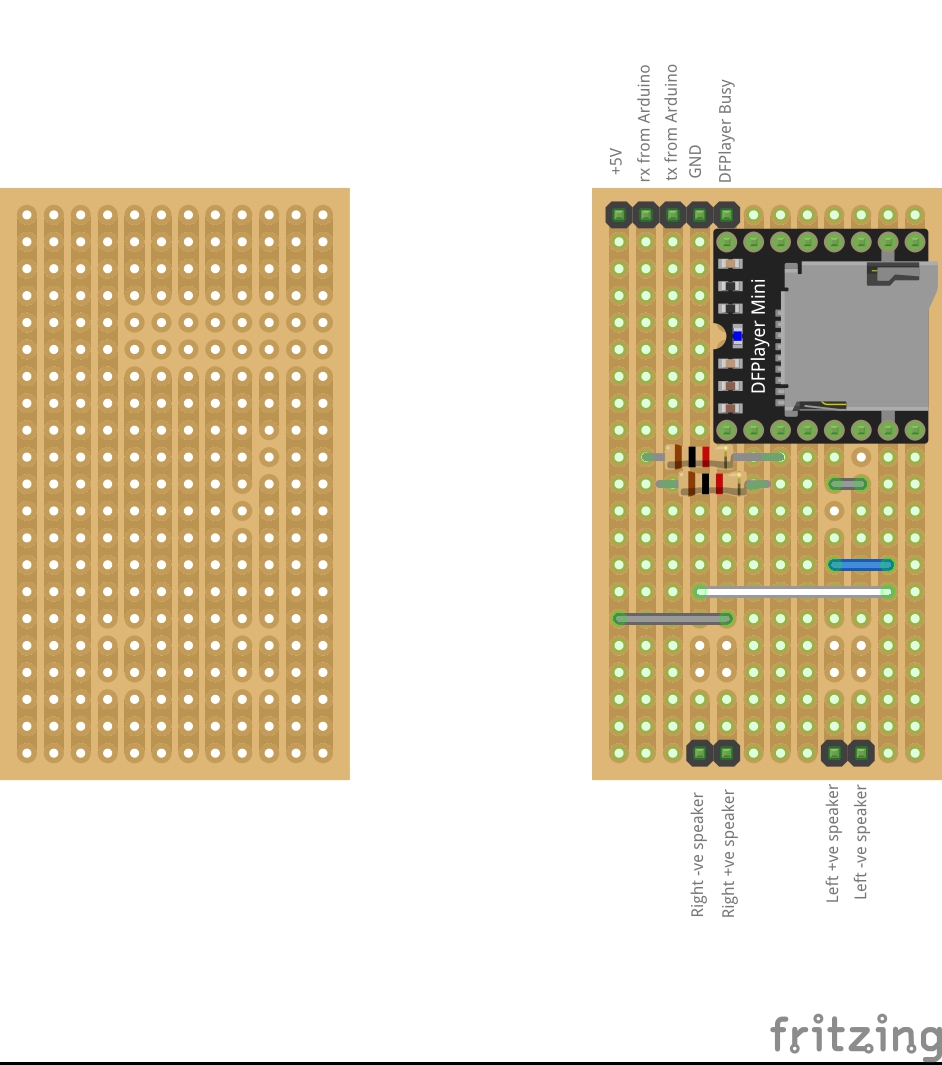 +5V
rx from Arduino
tx from Arduino
GND
DFPlayer Busy
DFPlayer Mini
Right -ve speaker
Right +ve speaker
Left +ve speaker
Left -ve speaker
fritzing